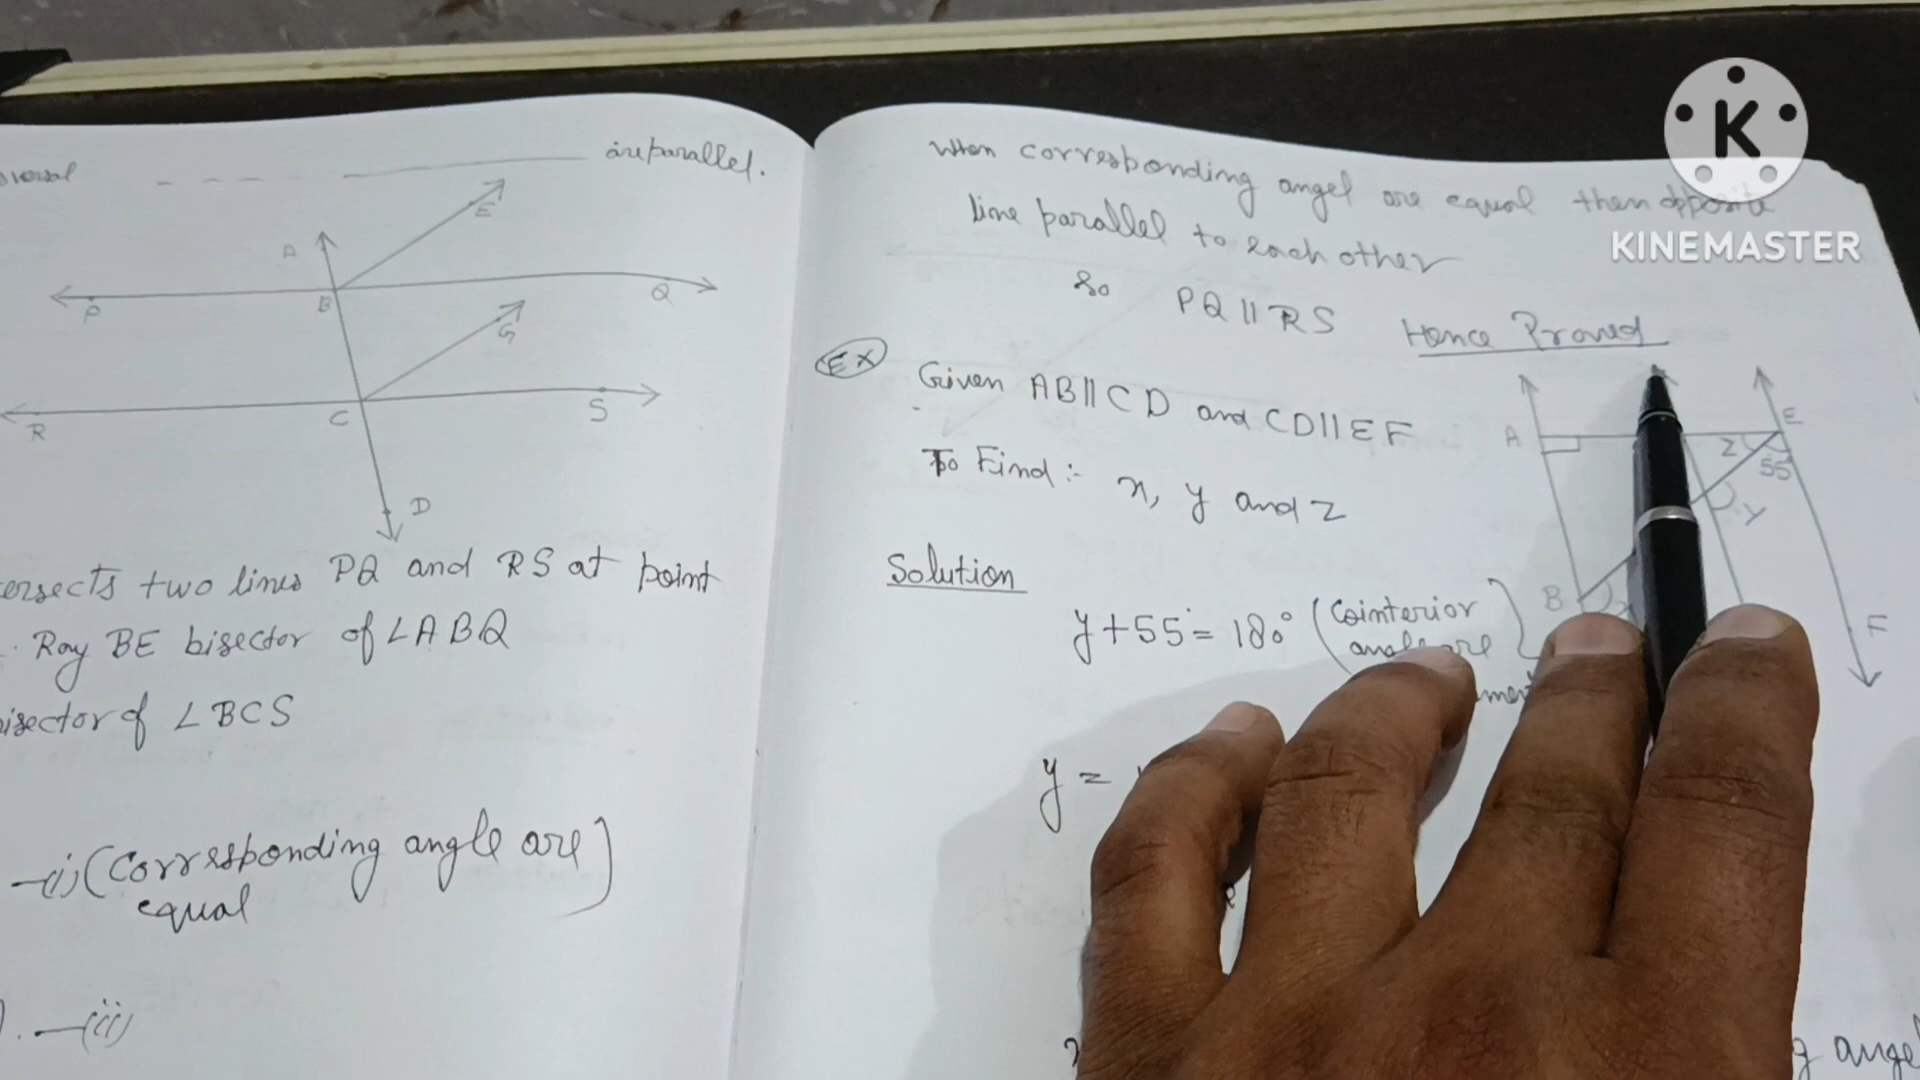 are parallel.
A
E
P
B
Q
G
R
C
S
D
two lines PQ and RS at point
Ray BE bisector of ∠ABQ
of ∠BCS
(i) (Corresponding angle are
equal
(ii)
When corresponding angel are equal then
line parallel to each other
So PQ || RS Hence Proved
Ex Given AB||CD and CD||EF
To Find :- x, y and z
Solution
y+55°= 180° (Cointerior
y =
A
E
z
55
y
B
F
K
KINEMASTER